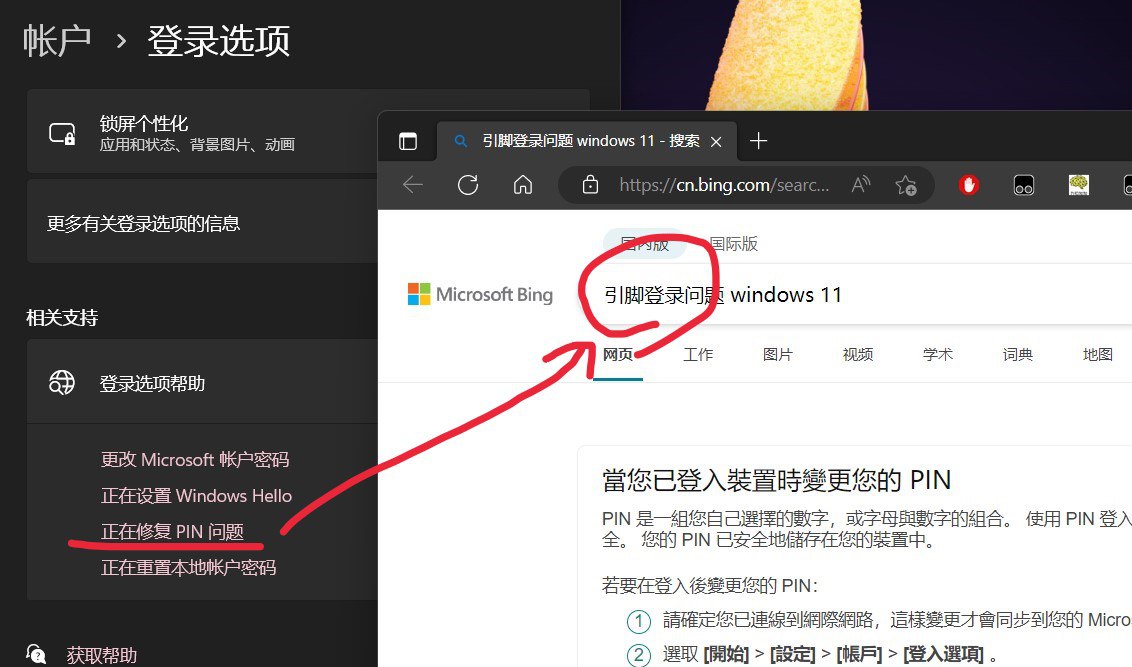 帐户 › 登录选项
锁屏个性化
应用和状态、背景图片、动画
更多有关登录选项的信息
相关支持
登录选项帮助
更改 Microsoft 帐户密码
正在设置 Windows Hello
正在修复 PIN 问题
正在重置本地帐户密码
获取帮助
引脚登录问题 windows 11 - 搜索
https://cn.bing.com/searc...
国内版 国际版
Microsoft Bing
引脚登录问题 windows 11
网页 工作 图片 视频 学术 词典 地图
當您已登入裝置時變更您的 PIN
PIN 是一組您自己選擇的數字，或字母與數字的組合。 使用 PIN 登入
全。 您的 PIN 已安全地儲存在您的裝置中。
若要在登入後變更您的 PIN：
1 請確定您已連線到網際網路，這樣變更才會同步到您的 Micro
2 選取 [開始] > [設定] > [帳戶] > [登入選項] 。